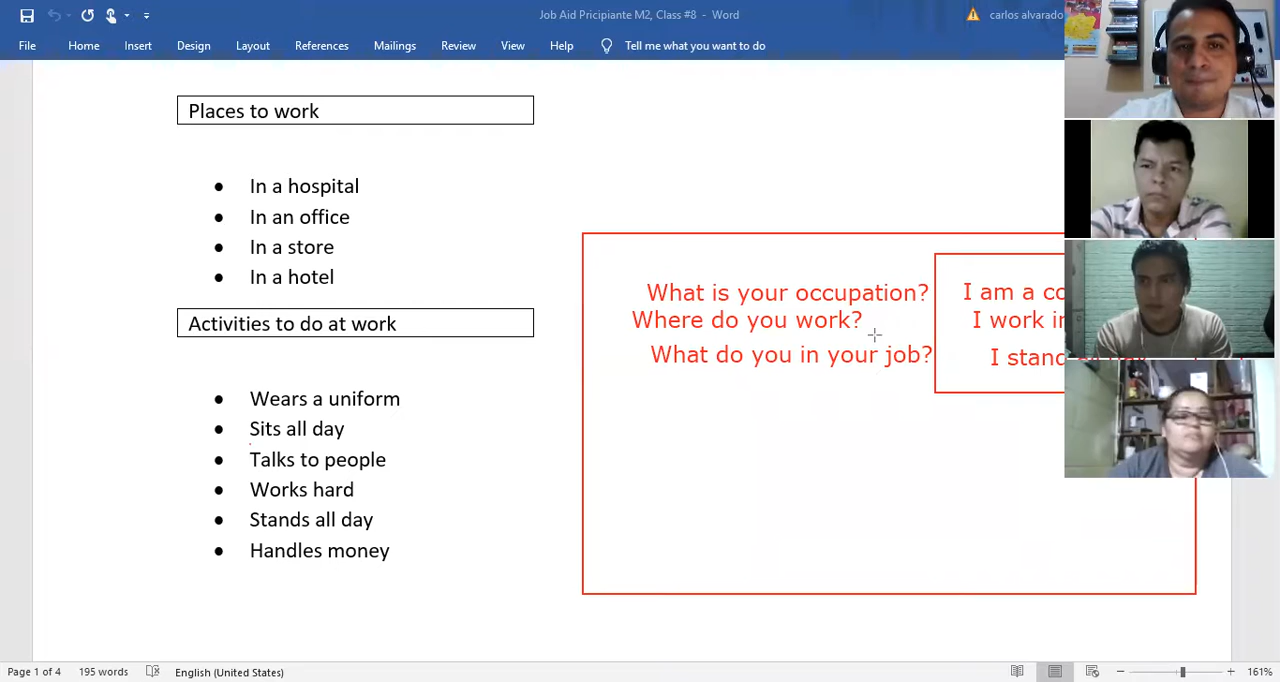 Job Aid Pricipiante M2, Class #8 - Word
carlos alvarado
File Home Insert Design Layout References Mailings Review View Help Tell me what you want to do
Places to work
• In a hospital
• In an office
• In a store
• In a hotel
Activities to do at work
• Wears a uniform
• Sits all day
• Talks to people
• Works hard
• Stands all day
• Handles money
What is your occupation? I am a
Where do you work? I work
What do you in your job? I stand
Page 1 of 4 195 words English (United States) 161%